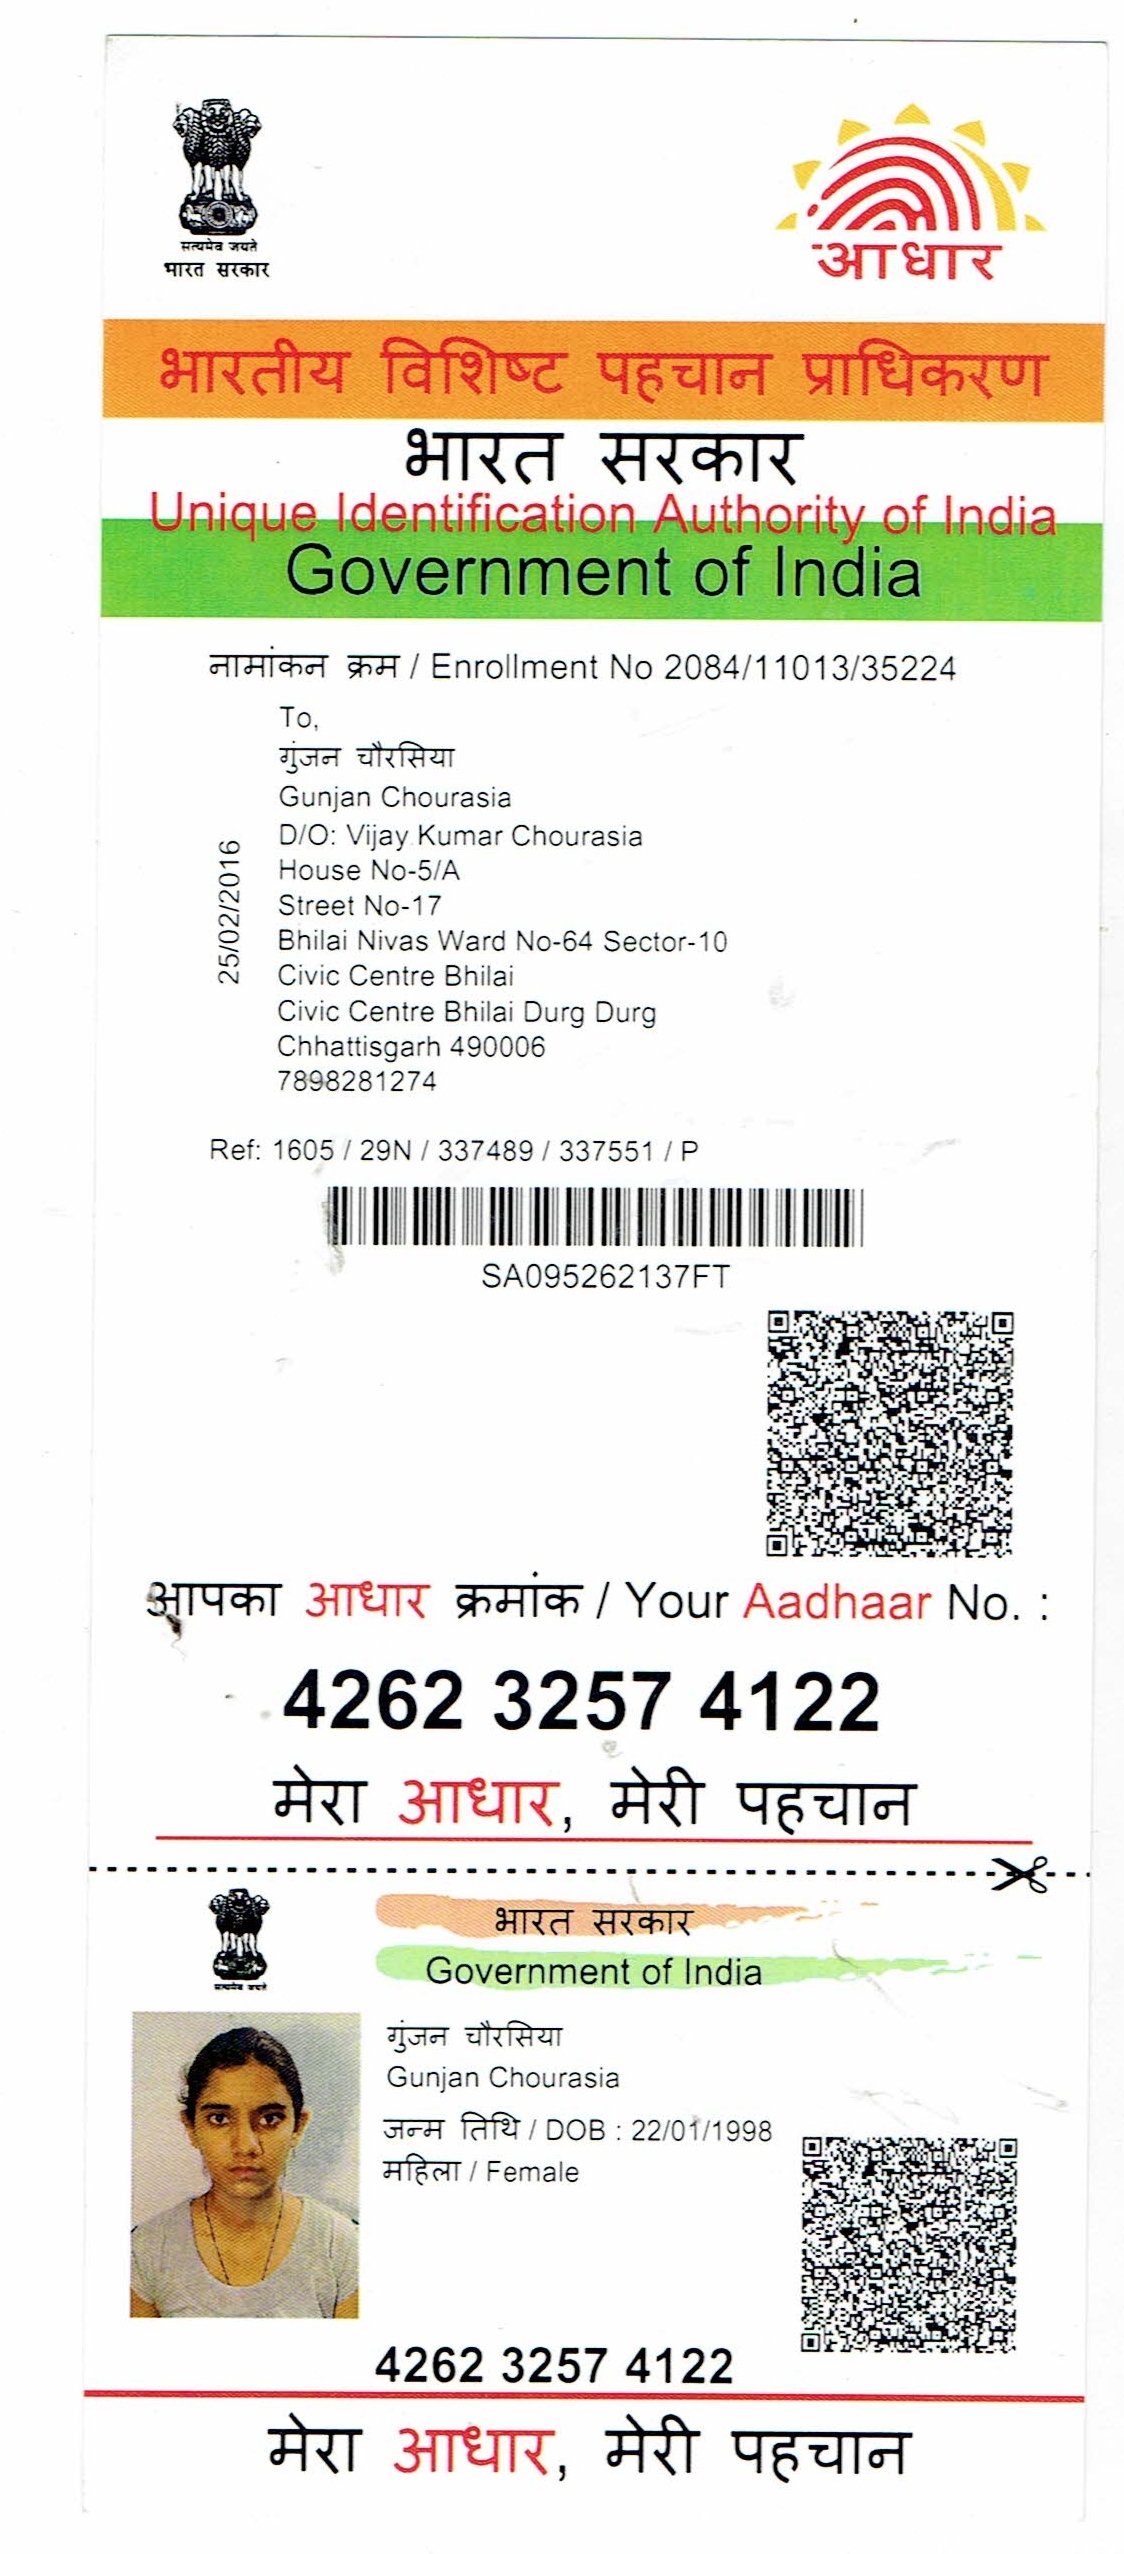 सत्यमेव जयते
भारत सरकार
आधार
भारतीय विशिष्ट पहचान प्राधिकरण
भारत सरकार
Unique Identification Authority of India
Government of India
नामांकन क्रम / Enrollment No 2084/11013/35224
To,
गुंजन चौरसिया
Gunjan Chourasia
D/O: Vijay Kumar Chourasia
House No-5/A
Street No-17
Bhilai Nivas Ward No-64 Sector-10
Civic Centre Bhilai
Civic Centre Bhilai Durg Durg
Chhattisgarh 490006
7898281274
25/02/2016
Ref: 1605 / 29N / 337489 / 337551 / P
SA095262137FT
आपका आधार क्रमांक / Your Aadhaar No. :
4262 3257 4122
मेरा आधार, मेरी पहचान
सत्यमेव जयते
भारत सरकार
Government of India
गुंजन चौरसिया
Gunjan Chourasia
जन्म तिथि / DOB : 22/01/1998
महिला / Female
4262 3257 4122
मेरा आधार, मेरी पहचान